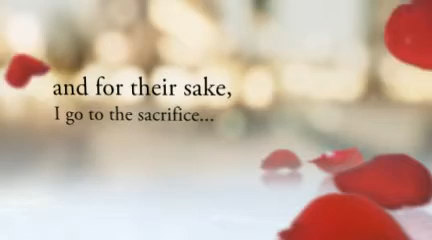 and for their sake,
I go to the sacrifice...